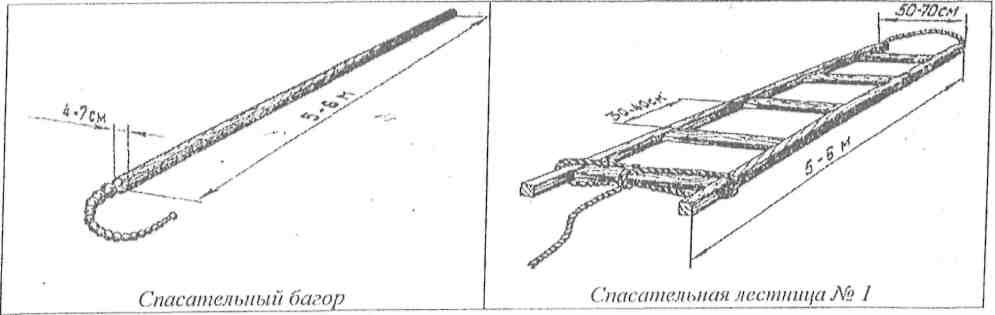 4-7см
5-6 м
Спасательный багор
50-70см
30-40см
5-6 м
Спасательная лестница № 1